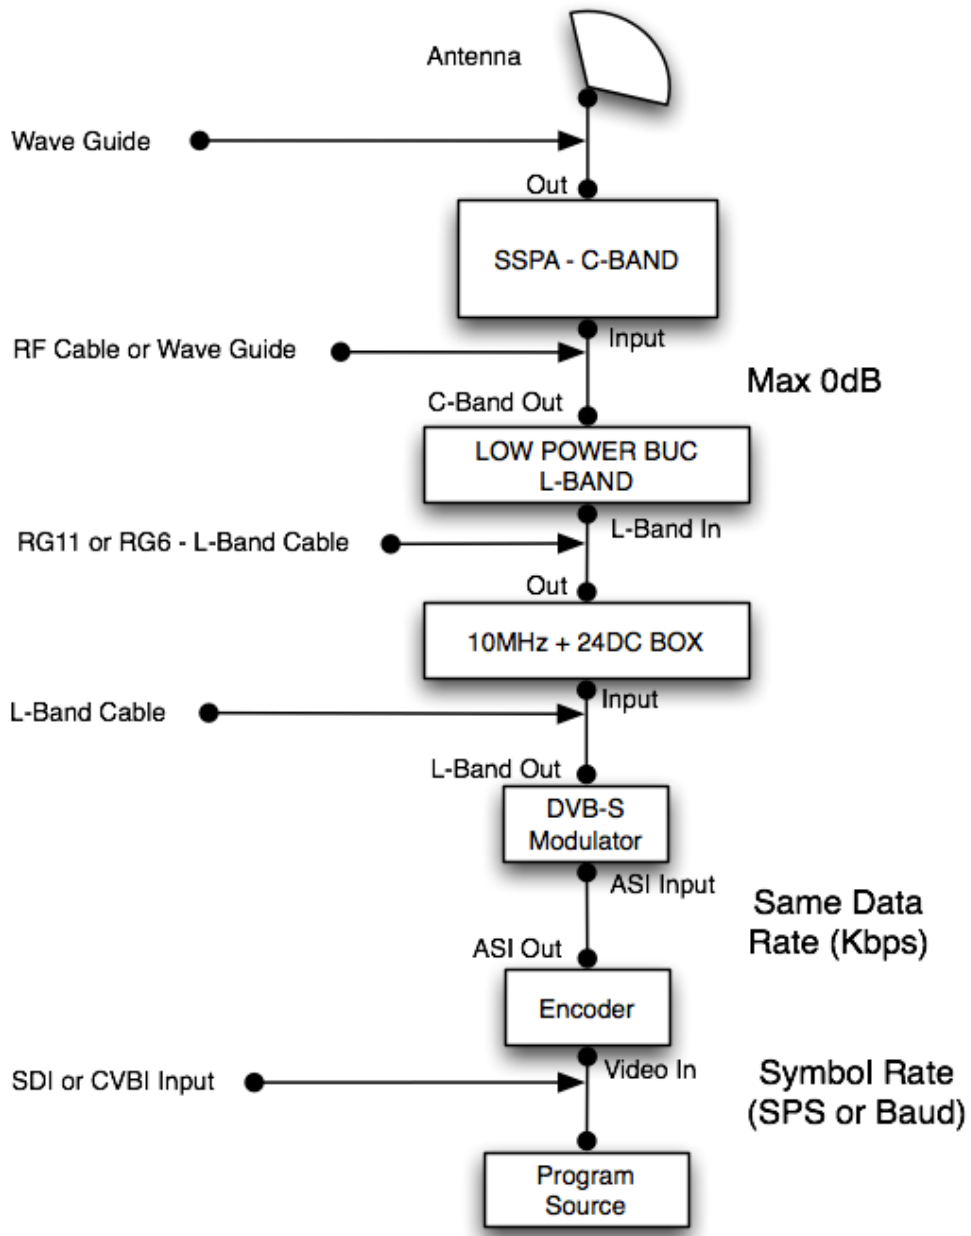 Antenna
Wave Guide
Out
SSPA - C-BAND
Input
RF Cable or Wave Guide
Max 0dB
C-Band Out
LOW POWER BUC
L-BAND
L-Band In
RG11 or RG6 - L-Band Cable
Out
10MHz + 24DC BOX
Input
L-Band Cable
L-Band Out
DVB-S
Modulator
ASI Input
Same Data
Rate (Kbps)
ASI Out
Encoder
Video In
SDI or CVBI Input
Symbol Rate
(SPS or Baud)
Program
Source